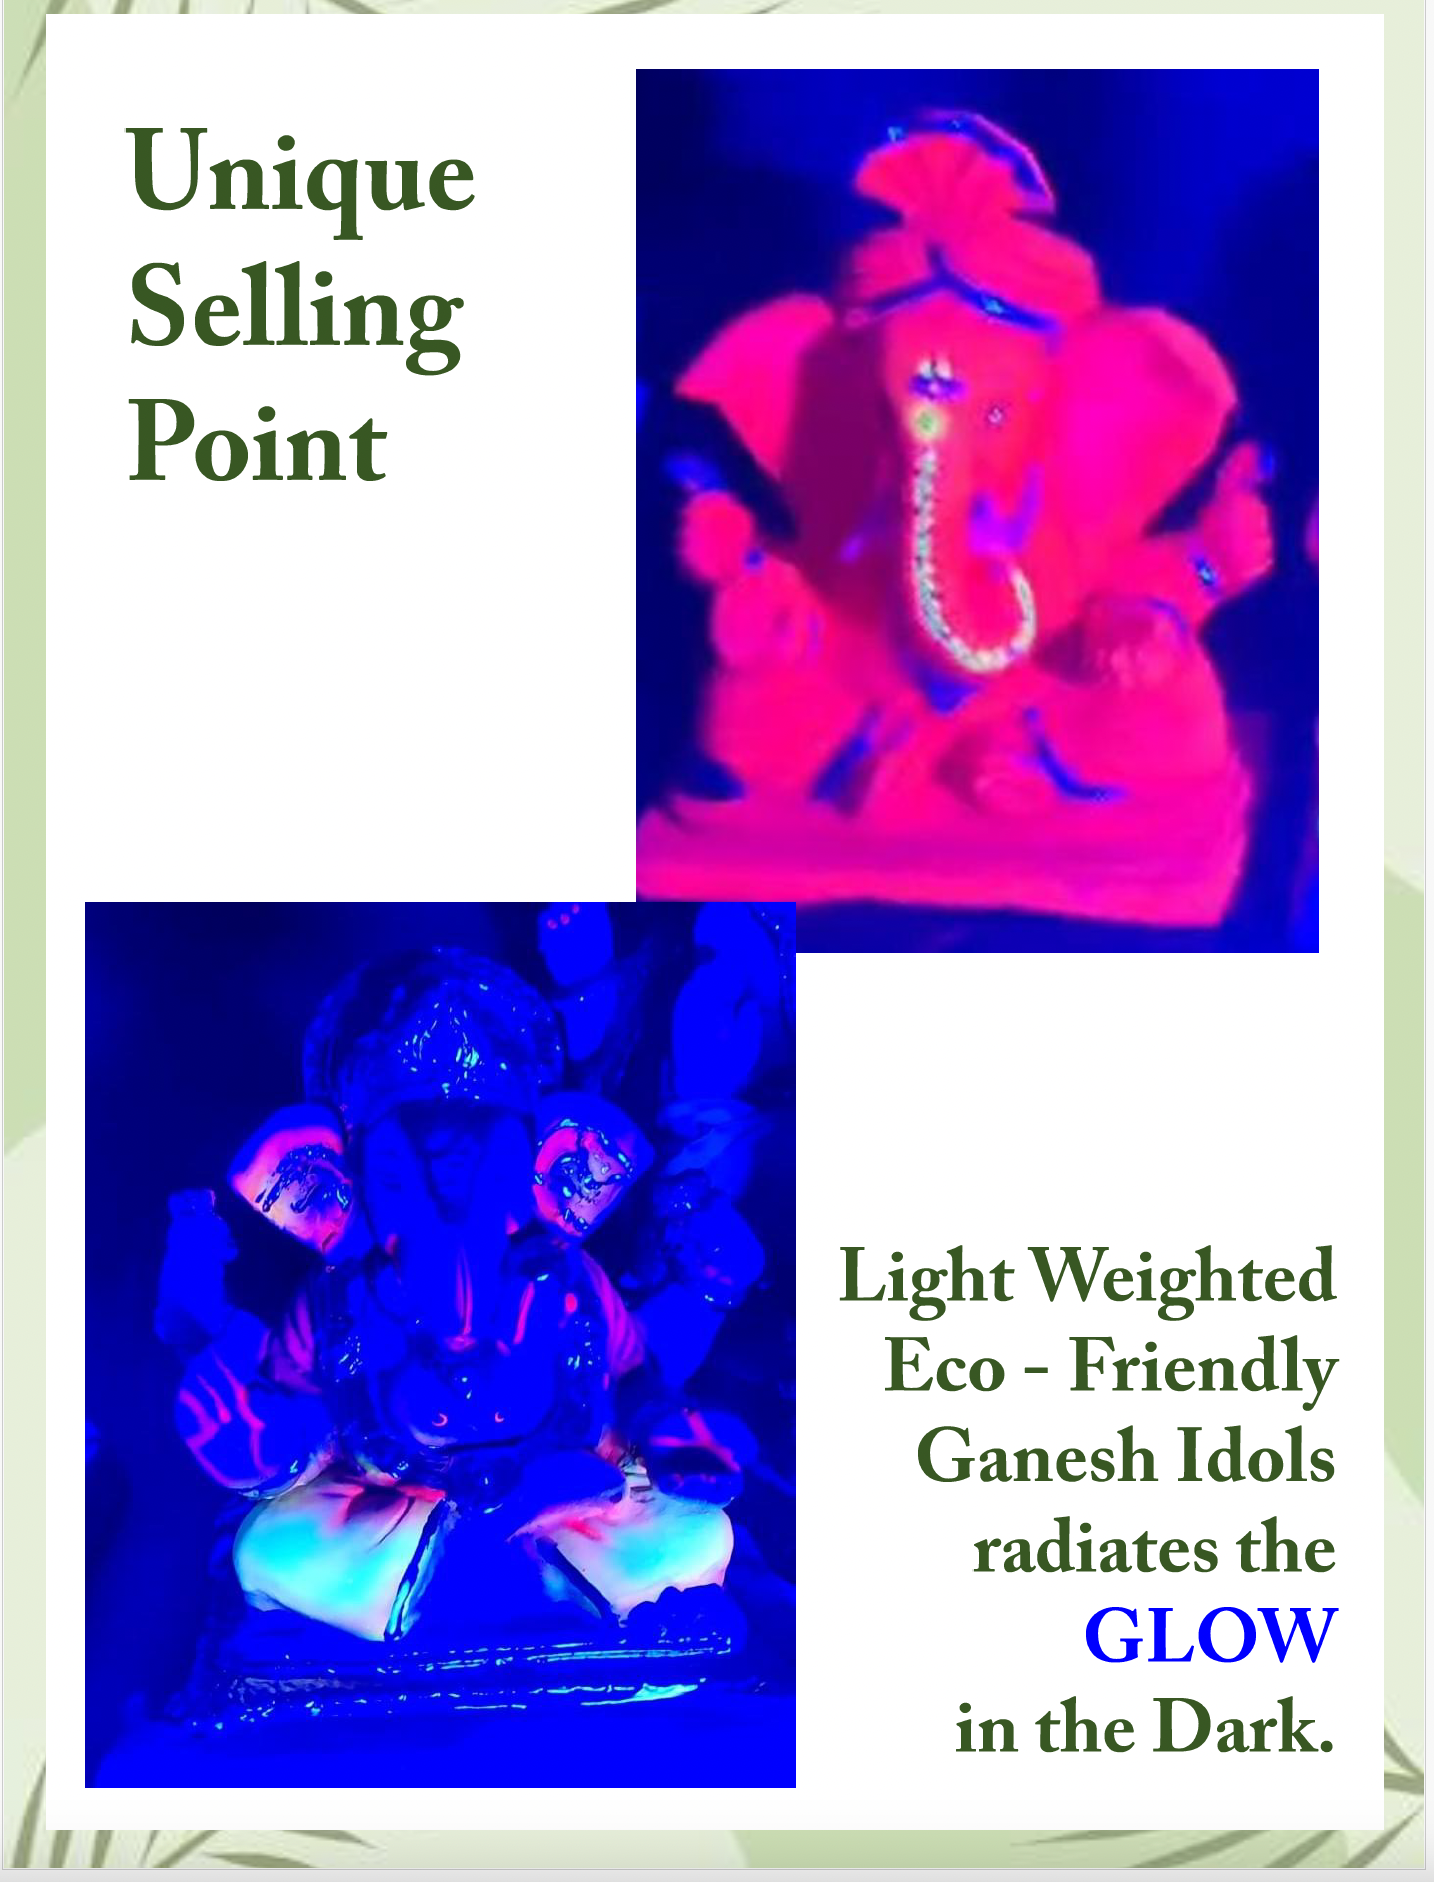 Unique
Selling
Point
Light Weighted
Eco - Friendly
Ganesh Idols
radiates the
GLOW
in the Dark.